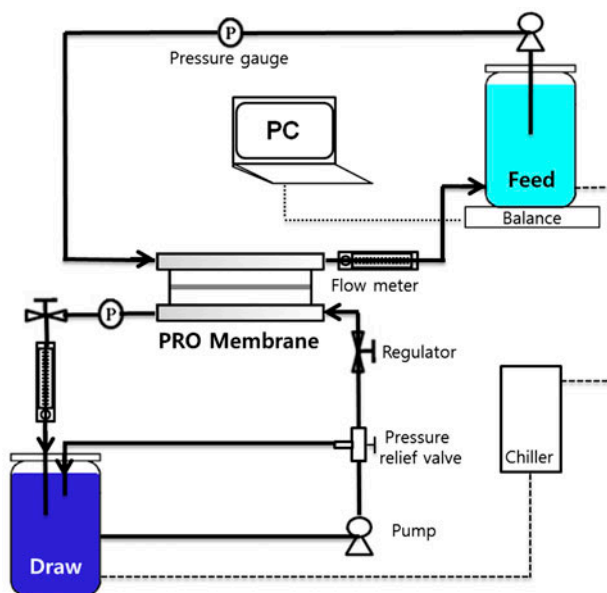 P
Pressure gauge
PC
Feed
Balance
Flow meter
P
PRO Membrane
Regulator
Pressure
relief valve
Chiller
Pump
Draw